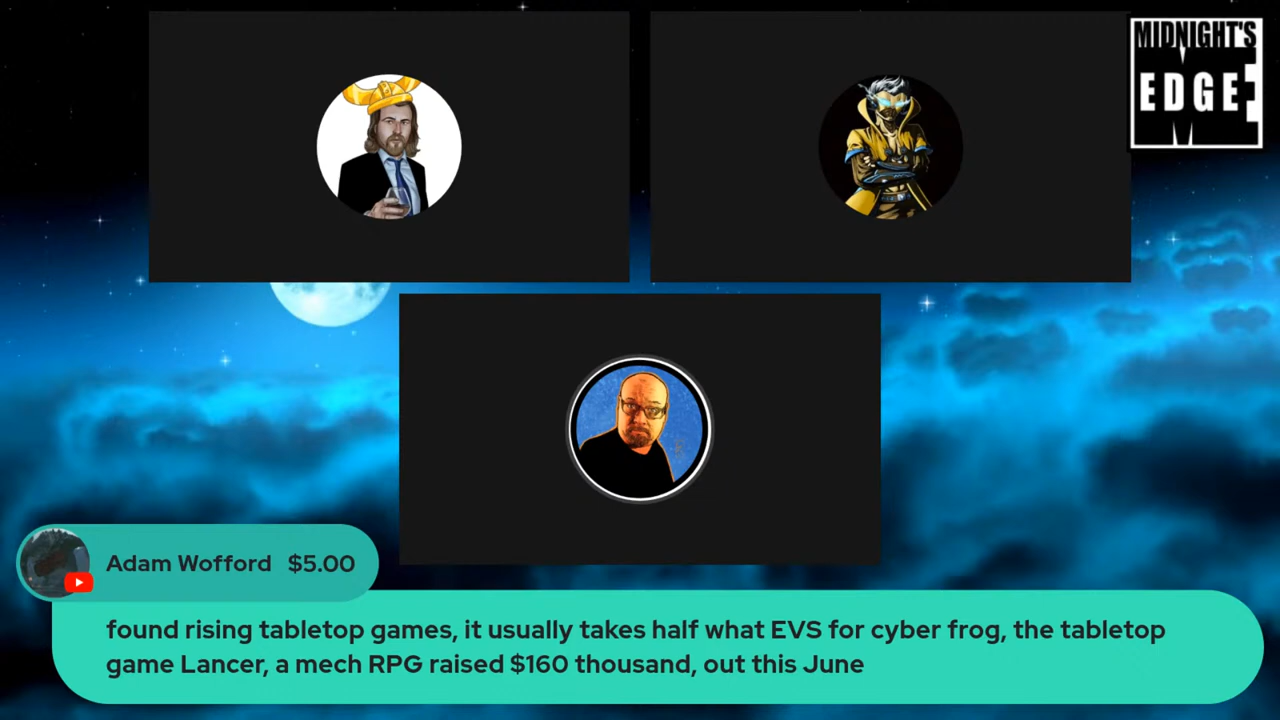 MIDNIGHT'S
EDGE
Adam Wofford $5.00
found rising tabletop games, it usually takes half what EVS for cyber frog, the tabletop
game Lancer, a mech RPG raised $160 thousand, out this June